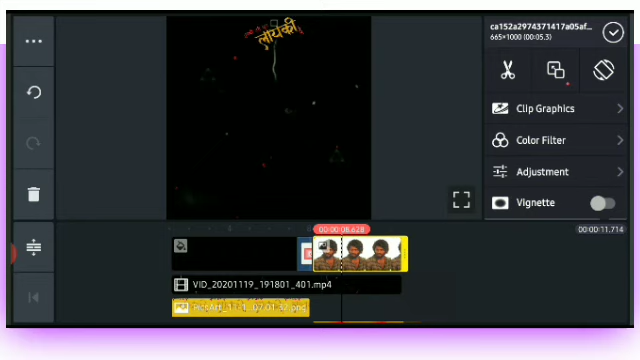 लायकी
ca152a2974371417a05af...
665×1000 (00:05.3)
Clip Graphics
Color Filter
Adjustment
Vignette
00:00:08.628
00:00:11.714
VID_20201119_191801_401.mp4